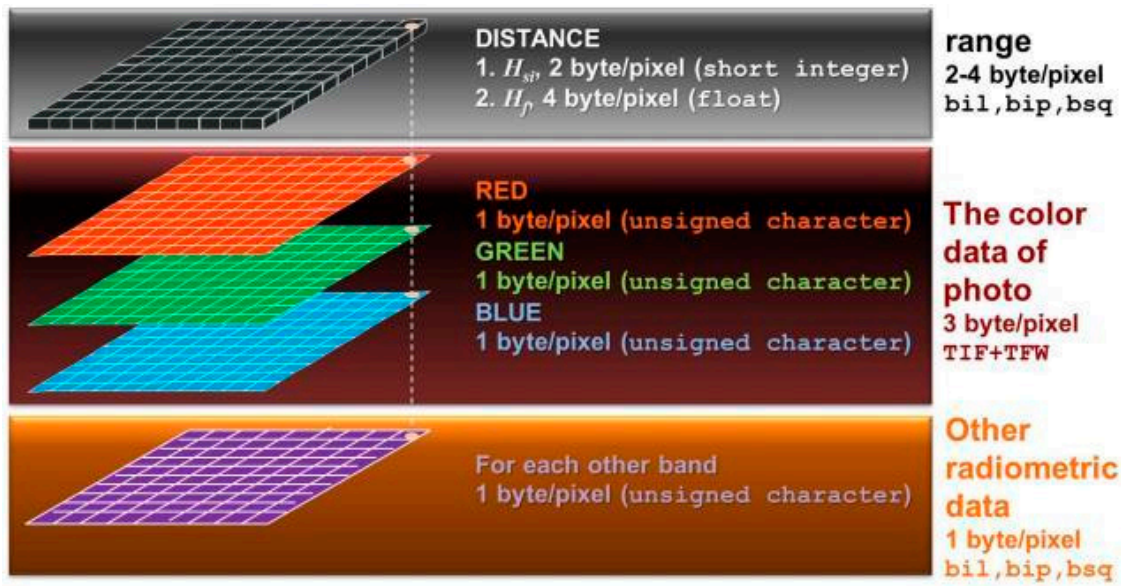 DISTANCE
1. Hsi, 2 byte/pixel (short integer)
2. Hf, 4 byte/pixel (float)
range
2-4 byte/pixel
bil,bip,bsq
RED
1 byte/pixel (unsigned character)
GREEN
1 byte/pixel (unsigned character)
BLUE
1 byte/pixel (unsigned character)
The color
data of
photo
3 byte/pixel
TIF+TFW
For each other band
1 byte/pixel (unsigned character)
Other
radiometric
data
1 byte/pixel
bil,bip,bsq